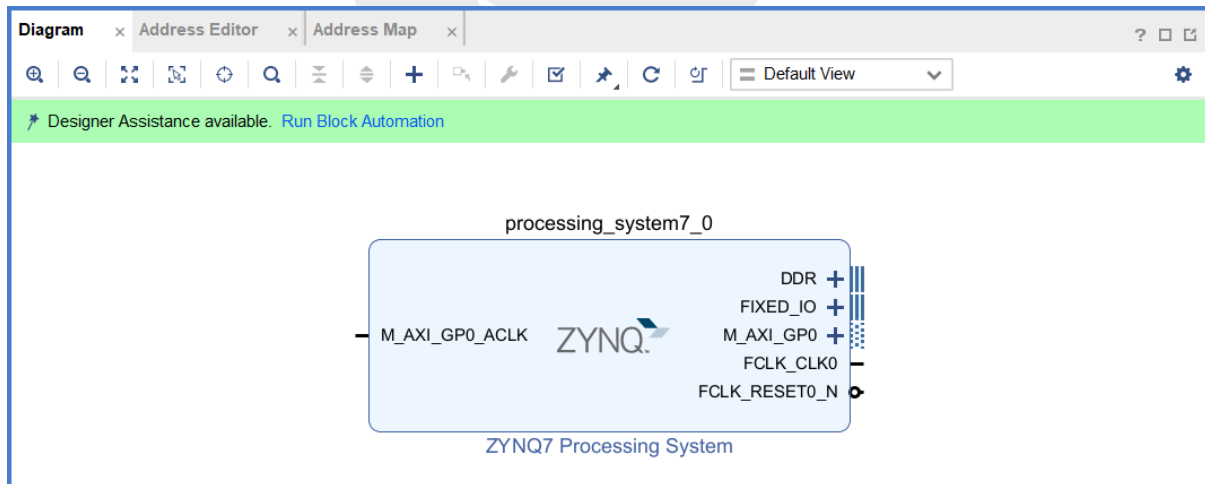 Diagram × Address Editor × Address Map ×
?
Default View
Designer Assistance available. Run Block Automation
processing_system7_0
DDR
FIXED_IO
M_AXI_GP0_ACLK ZYNQ. M_AXI_GP0
FCLK_CLK0
FCLK_RESET0_N
ZYNQ7 Processing System